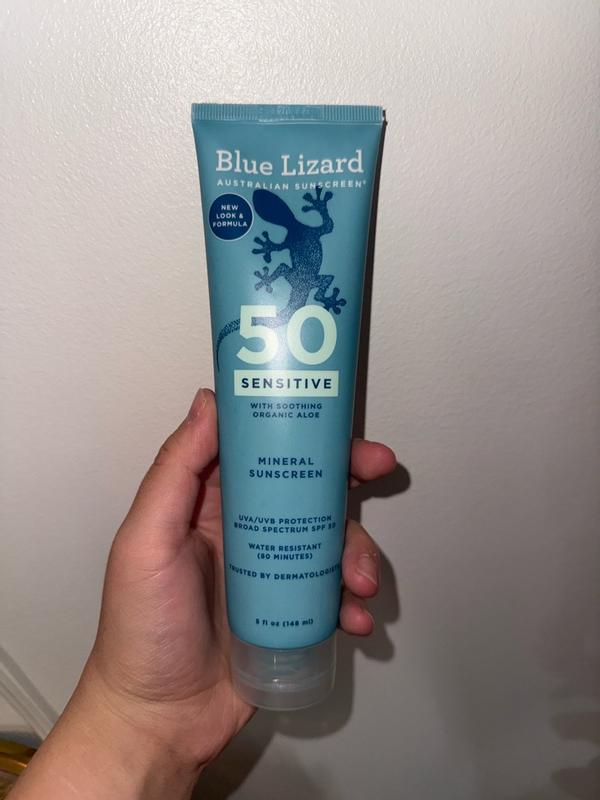 Blue Lizard
AUSTRALIAN SUNSCREEN®
NEW
LOOK &
FORMULA
50
SENSITIVE
WITH SOOTHING
ORGANIC ALOE
MINERAL
SUNSCREEN
UVA/UVB PROTECTION
BROAD SPECTRUM SPF 50
WATER RESISTANT
(80 MINUTES)
TRUSTED BY DERMATOLOGISTS
5 fl oz (148 ml)